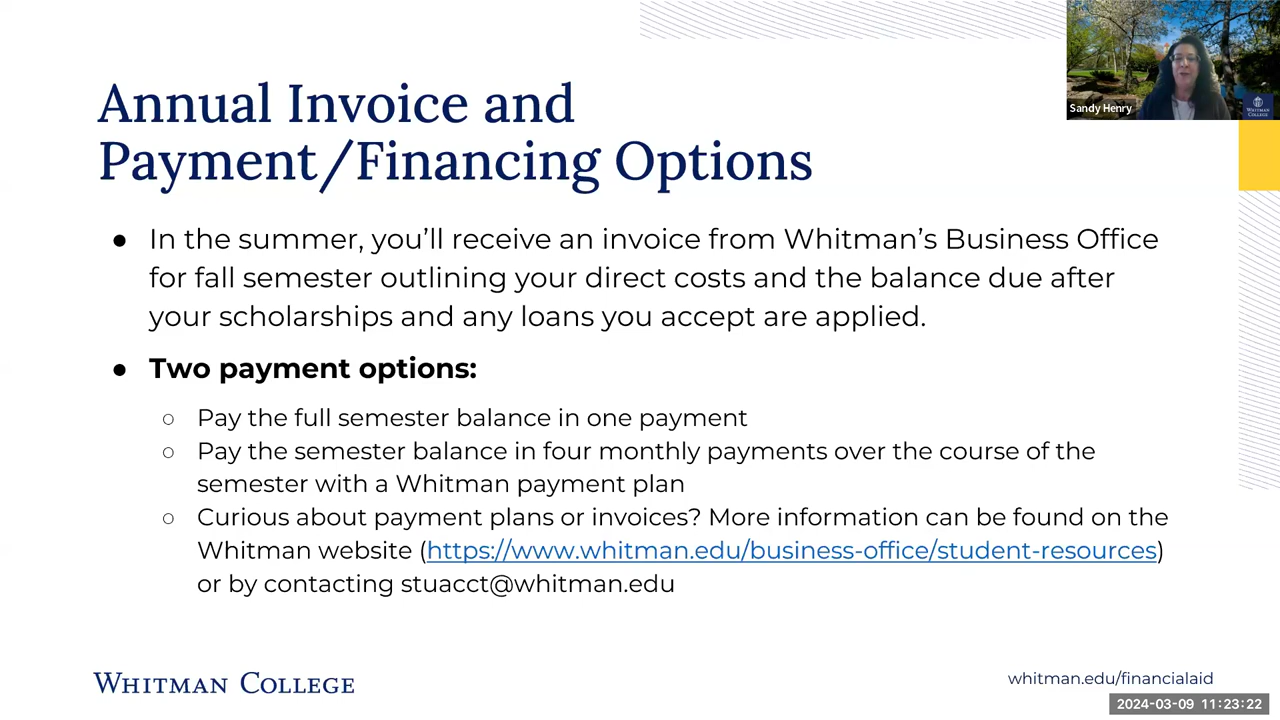 Annual Invoice and
Payment/Financing Options
Sandy Henry
WHITMAN
COLLEGE
● In the summer, you’ll receive an invoice from Whitman’s Business Office
for fall semester outlining your direct costs and the balance due after
your scholarships and any loans you accept are applied.
● Two payment options:
○ Pay the full semester balance in one payment
○ Pay the semester balance in four monthly payments over the course of the
semester with a Whitman payment plan
○ Curious about payment plans or invoices? More information can be found on the
Whitman website (https://www.whitman.edu/business-office/student-resources)
or by contacting stuacct@whitman.edu
WHITMAN COLLEGE
whitman.edu/financialaid
2024-03-09 11:23:22